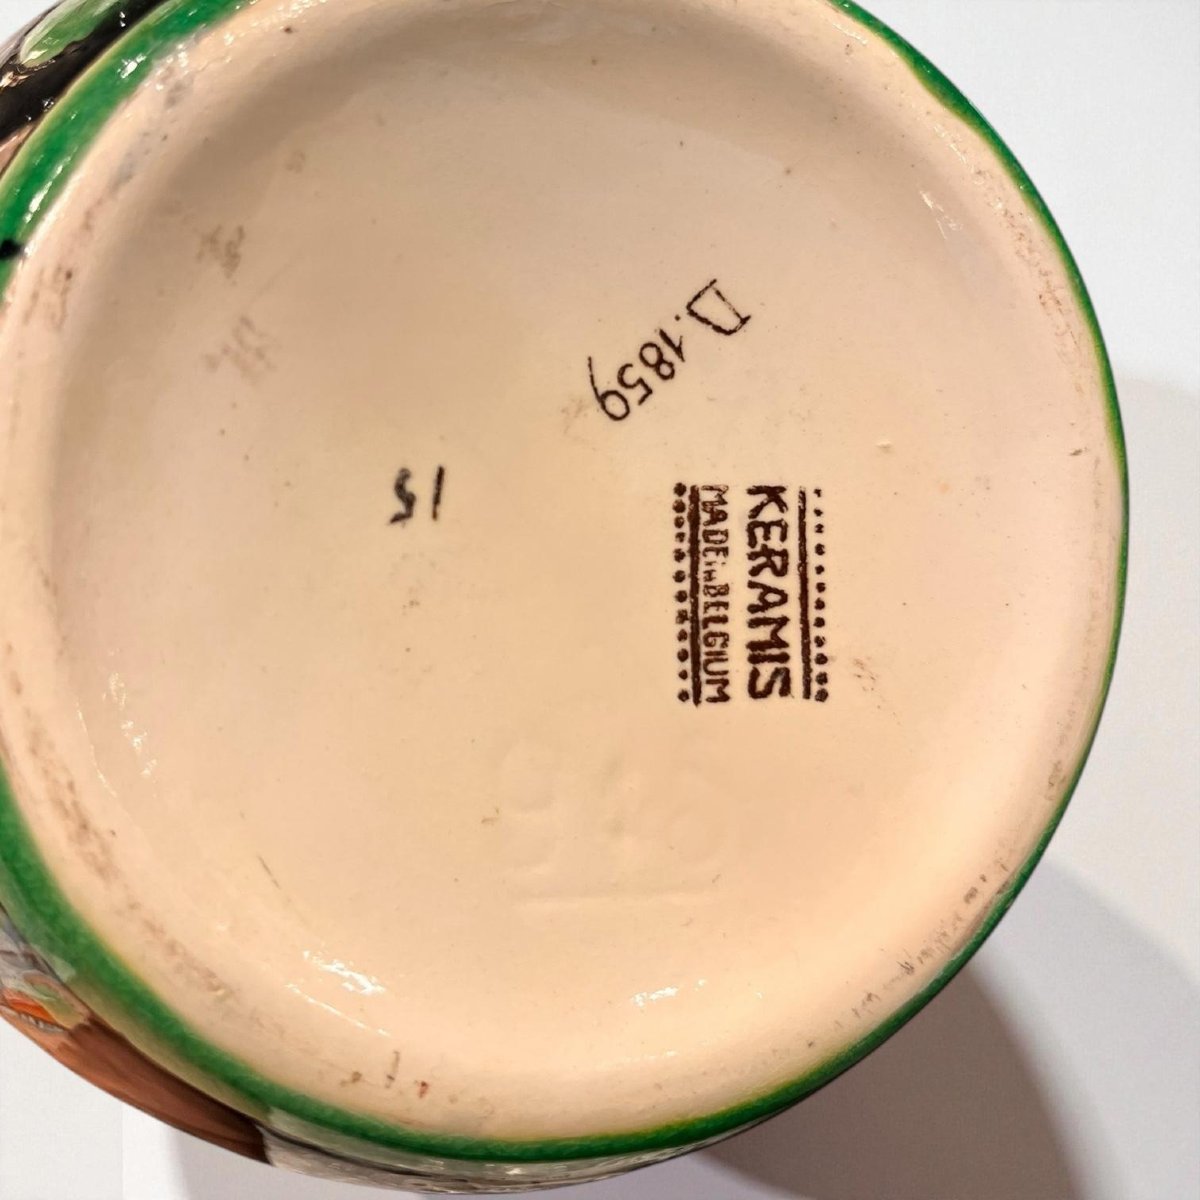 D.1859
KERAMIS
MADE in BELGIUM
15